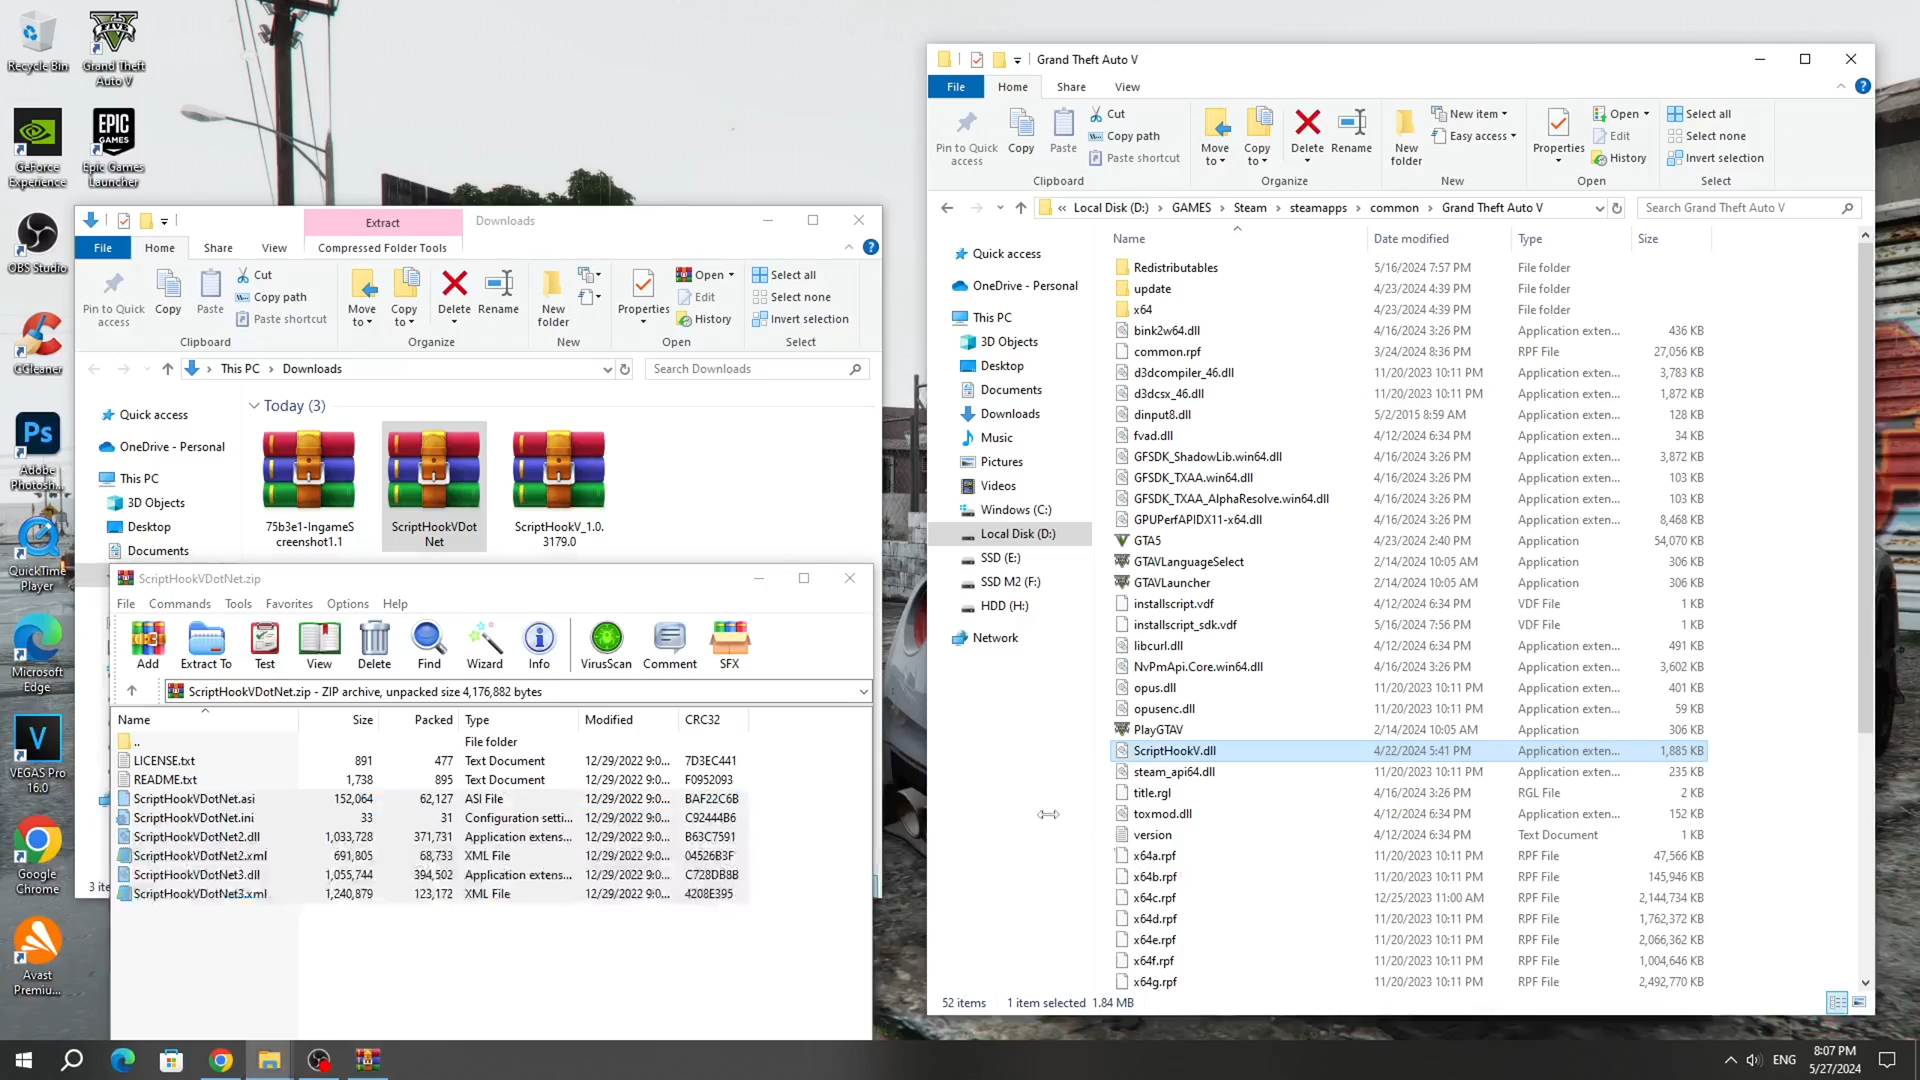 Recycle Bin
Grand Theft
Auto V
GeForce
Experience
EPIC
GAMES
Epic Games
Launcher
OBS Studio
CCleaner
Ps
Adobe
Photosh...
QuickTime
Player
Microsoft
Edge
VEGAS Pro
16.0
Google
Chrome
Avast
Premiu...
Extract
Downloads
File
Home
Share
View
Compressed Folder Tools
Pin to Quick
access
Copy
Paste
Cut
Copy path
Paste shortcut
Clipboard
Move
to
Copy
to
Delete
Rename
Organize
New
folder
New
Properties
Open
Edit
History
Open
Select all
Select none
Invert selection
Select
This PC
Downloads
Search Downloads
Quick access
OneDrive - Personal
This PC
3D Objects
Desktop
Documents
Today (3)
75b3e1-IngameS
creenshot1.1
ScriptHookVDot
Net
ScriptHookV_1.0.
3179.0
3 ite
ScriptHookVDotNet.zip
File Commands Tools Favorites Options Help
Add Extract To Test View Delete Find Wizard Info VirusScan Comment SFX
ScriptHookVDotNet.zip - ZIP archive, unpacked size 4,176,882 bytes
Name Size Packed Type Modified CRC32
.. File folder
LICENSE.txt 891 477 Text Document 12/29/2022 9:0... 7D3EC441
README.txt 1,738 895 Text Document 12/29/2022 9:0... F0952093
ScriptHookVDotNet.asi 152,064 62,127 ASI File 12/29/2022 9:0... BAF22C6B
ScriptHookVDotNet.ini 33 31 Configuration setti... 12/29/2022 9:0... C92444B6
ScriptHookVDotNet2.dll 1,033,728 371,731 Application extens... 12/29/2022 9:0... B63C7591
ScriptHookVDotNet2.xml 691,805 68,733 XML File 12/29/2022 9:0... 04526B3F
ScriptHookVDotNet3.dll 1,055,744 394,502 Application extens... 12/29/2022 9:0... C728DB8B
ScriptHookVDotNet3.xml 1,240,879 123,172 XML File 12/29/2022 9:0... 4208E395
Grand Theft Auto V
File Home Share View
Pin to Quick
access
Copy
Paste
Cut
Copy path
Paste shortcut
Clipboard
Move
to
Copy
to
Delete
Rename
Organize
New
folder
New item
Easy access
New
Properties
Open
Edit
History
Open
Select all
Select none
Invert selection
Select
« Local Disk (D:) GAMES Steam steamapps common Grand Theft Auto V
Search Grand Theft Auto V
Quick access
OneDrive - Personal
This PC
3D Objects
Desktop
Documents
Downloads
Music
Pictures
Videos
Windows (C:)
Local Disk (D:)
SSD (E:)
SSD M2 (F:)
HDD (H:)
Network
Name Date modified Type Size
Redistributables 5/16/2024 7:57 PM File folder
update 4/23/2024 4:39 PM File folder
x64 4/23/2024 4:39 PM File folder
bink2w64.dll 4/16/2024 3:26 PM Application exten... 436 KB
common.rpf 3/24/2024 8:36 PM RPF File 27,056 KB
d3dcompiler_46.dll 11/20/2023 10:11 PM Application exten... 3,783 KB
d3dcsx_46.dll 11/20/2023 10:11 PM Application exten... 1,872 KB
dinput8.dll 5/2/2015 8:59 AM Application exten... 128 KB
fvad.dll 4/12/2024 6:34 PM Application exten... 34 KB
GFSDK_ShadowLib.win64.dll 4/16/2024 3:26 PM Application exten... 3,872 KB
GFSDK_TXAA.win64.dll 4/16/2024 3:26 PM Application exten... 103 KB
GFSDK_TXAA_AlphaResolve.win64.dll 4/16/2024 3:26 PM Application exten... 103 KB
GPUPerfAPIDX11-x64.dll 4/16/2024 3:26 PM Application exten... 8,468 KB
GTA5 4/23/2024 2:40 PM Application 54,070 KB
GTAVLanguageSelect 2/14/2024 10:05 AM Application 306 KB
GTAVLauncher 2/14/2024 10:05 AM Application 306 KB
installscript.vdf 4/12/2024 6:34 PM VDF File 1 KB
installscript_sdk.vdf 5/16/2024 7:56 PM VDF File 1 KB
libcurl.dll 4/12/2024 6:34 PM Application exten... 491 KB
NvPmApi.Core.win64.dll 4/16/2024 3:26 PM Application exten... 3,602 KB
opus.dll 11/20/2023 10:11 PM Application exten... 401 KB
opusenc.dll 11/20/2023 10:11 PM Application exten... 59 KB
PlayGTAV 2/14/2024 10:05 AM Application 306 KB
ScriptHookV.dll 4/22/2024 5:41 PM Application exten... 1,885 KB
steam_api64.dll 11/20/2023 10:11 PM Application exten... 235 KB
title.rgl 4/16/2024 3:26 PM RGL File 2 KB
toxmod.dll 4/12/2024 6:34 PM Application exten... 152 KB
version 4/12/2024 6:34 PM Text Document 1 KB
x64a.rpf 11/20/2023 10:11 PM RPF File 47,566 KB
x64b.rpf 11/20/2023 10:11 PM RPF File 145,946 KB
x64c.rpf 12/25/2023 11:00 AM RPF File 2,144,734 KB
x64d.rpf 11/20/2023 10:11 PM RPF File 1,762,372 KB
x64e.rpf 11/20/2023 10:11 PM RPF File 2,066,362 KB
x64f.rpf 11/20/2023 10:11 PM RPF File 1,004,646 KB
x64g.rpf 11/20/2023 10:11 PM RPF File 2,492,770 KB
52 items 1 item selected 1.84 MB
ENG
8:07 PM
5/27/2024